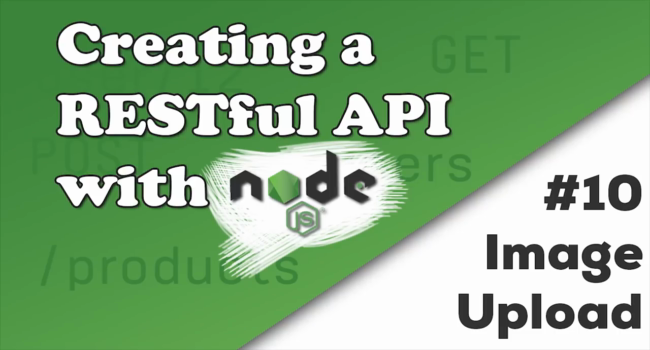 Creating a
RESTful API
with node
JS
GET
POST
/products
#10
Image
Upload